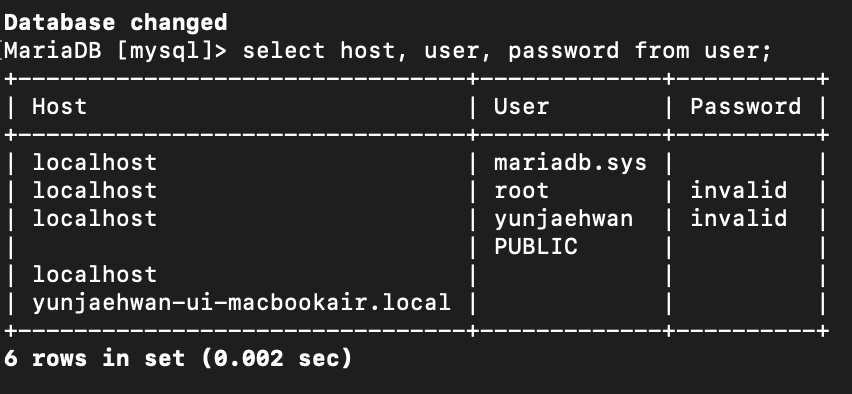 Database changed
[MariaDB [mysql]> select host, user, password from user;
+--------------------------------+-------------+----------+
| Host                           | User        | Password |
+--------------------------------+-------------+----------+
| localhost                      | mariadb.sys |          |
| localhost                      | root        | invalid  |
| localhost                      | yunjaehwan  | invalid  |
|                                | PUBLIC      |          |
| localhost                      |             |          |
| yunjaehwan-ui-macbookair.local |             |          |
+--------------------------------+-------------+----------+
6 rows in set (0.002 sec)